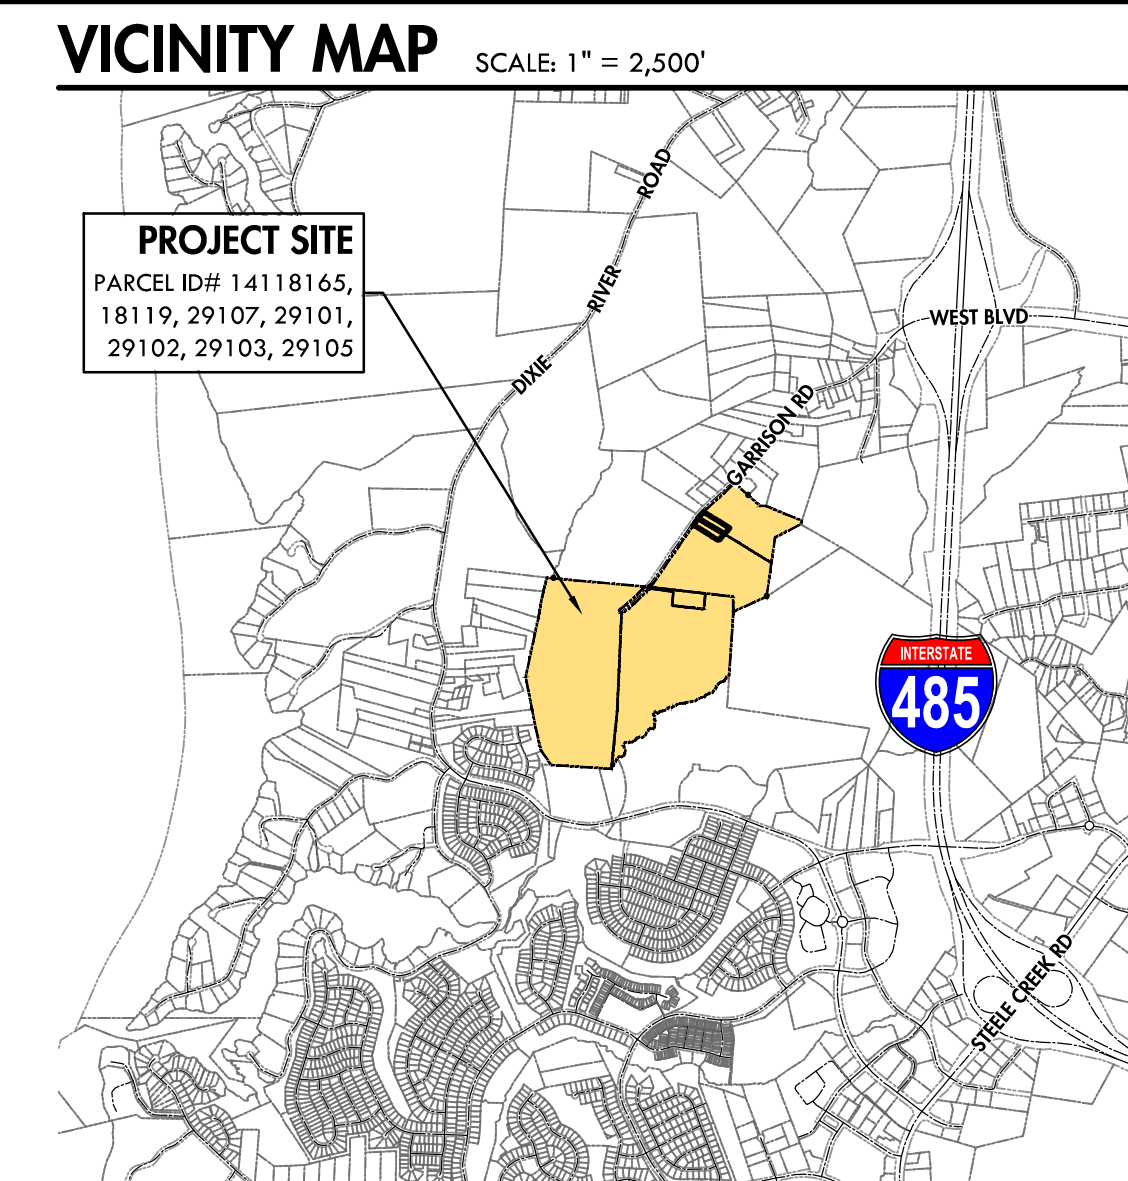 VICINITY MAP SCALE: 1" = 2,500'
PROJECT SITE
PARCEL ID# 14118165,
18119, 29107, 29101,
29102, 29103, 29105
DIXIE RIVER ROAD
WEST BLVD
GARRISON RD
INTERSTATE
485
STEELE CREEK RD